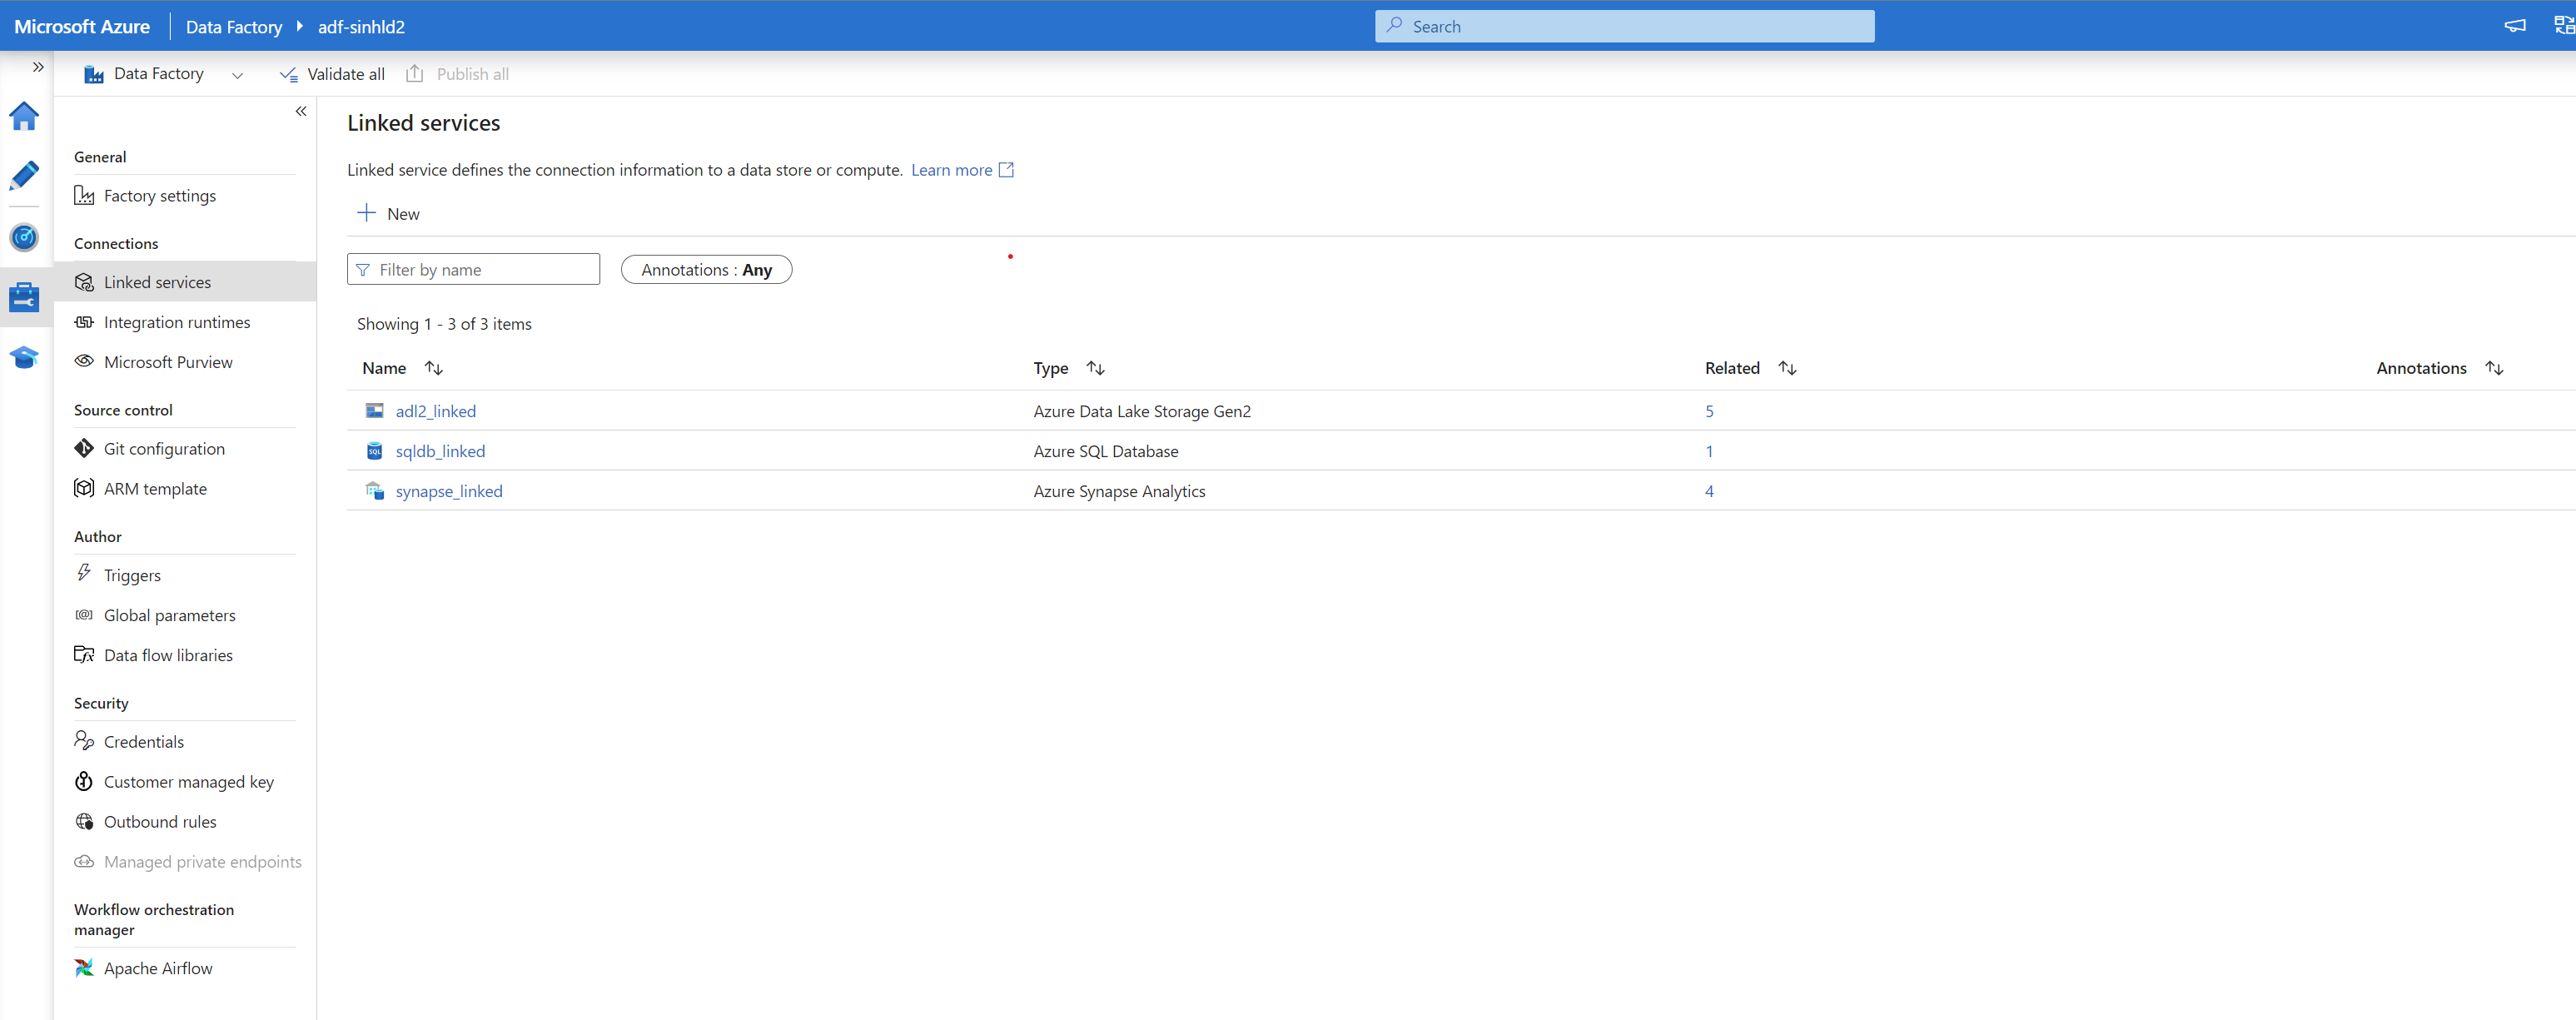 Microsoft Azure Data Factory adf-sinhld2 Search
Data Factory Validate all Publish all
General
Factory settings
Connections
Linked services
Integration runtimes
Microsoft Purview
Source control
Git configuration
ARM template
Author
Triggers
Global parameters
Data flow libraries
Security
Credentials
Customer managed key
Outbound rules
Managed private endpoints
Workflow orchestration
manager
Apache Airflow
Linked services
Linked service defines the connection information to a data store or compute. Learn more
New
Filter by name Annotations : Any
Showing 1 - 3 of 3 items
Name Type Related Annotations
adl2_linked Azure Data Lake Storage Gen2 5
sqldb_linked Azure SQL Database 1
synapse_linked Azure Synapse Analytics 4